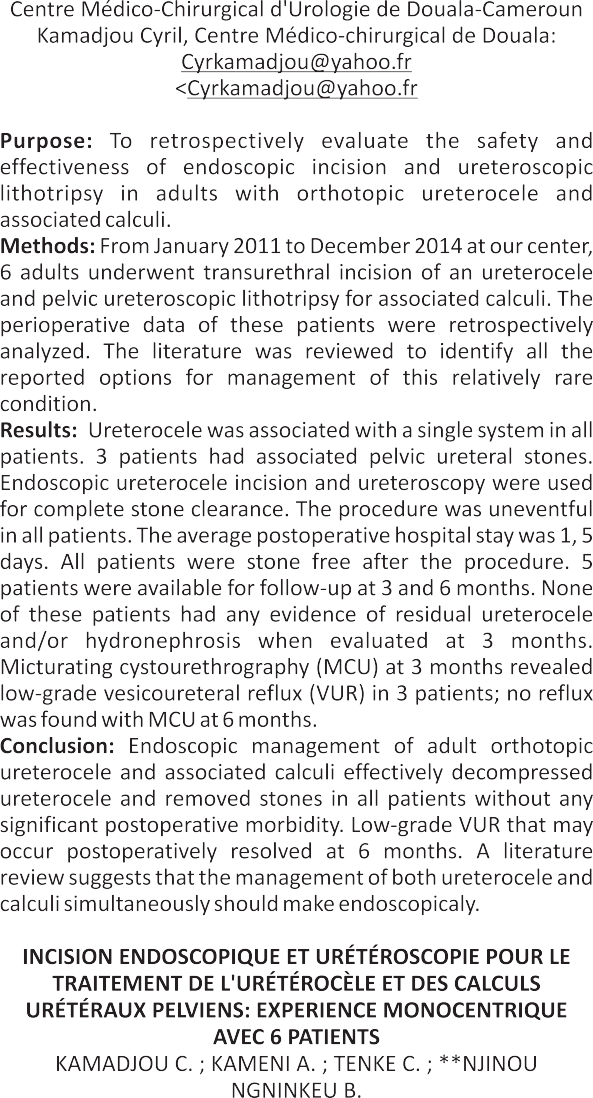 Centre Médico-Chirurgical d'Urologie de Douala-Cameroun
Kamadjou Cyril, Centre Médico-chirurgical de Douala:
Cyrkamadjou@yahoo.fr
<Cyrkamadjou@yahoo.fr
Purpose: To retrospectively evaluate the safety and
effectiveness of endoscopic incision and ureteroscopic
lithotripsy in adults with orthotopic ureterocele and
associated calculi.
Methods: From January 2011 to December 2014 at our center,
6 adults underwent transurethral incision of an ureterocele
and pelvic ureteroscopic lithotripsy for associated calculi. The
perioperative data of these patients were retrospectively
analyzed. The literature was reviewed to identify all the
reported options for management of this relatively rare
condition.
Results: Ureterocele was associated with a single system in all
patients. 3 patients had associated pelvic ureteral stones.
Endoscopic ureterocele incision and ureteroscopy were used
for complete stone clearance. The procedure was uneventful
in all patients. The average postoperative hospital stay was 1, 5
days. All patients were stone free after the procedure. 5
patients were available for follow-up at 3 and 6 months. None
of these patients had any evidence of residual ureterocele
and/or hydronephrosis when evaluated at 3 months.
Micturating cystourethrography (MCU) at 3 months revealed
low-grade vesicoureteral reflux (VUR) in 3 patients; no reflux
was found with MCU at 6 months.
Conclusion: Endoscopic management of adult orthotopic
ureterocele and associated calculi effectively decompressed
ureterocele and removed stones in all patients without any
significant postoperative morbidity. Low-grade VUR that may
occur postoperatively resolved at 6 months. A literature
review suggests that the management of both ureterocele and
calculi simultaneously should make endoscopicaly.
INCISION ENDOSCOPIQUE ET URÉTÉROSCOPIE POUR LE
TRAITEMENT DE L'URÉTÉROCÈLE ET DES CALCULS
URÉTÉRAUX PELVIENS: EXPERIENCE MONOCENTRIQUE
AVEC 6 PATIENTS
KAMADJOU C. ; KAMENI A. ; TENKE C. ; **NJINOU
NGNINKEU B.